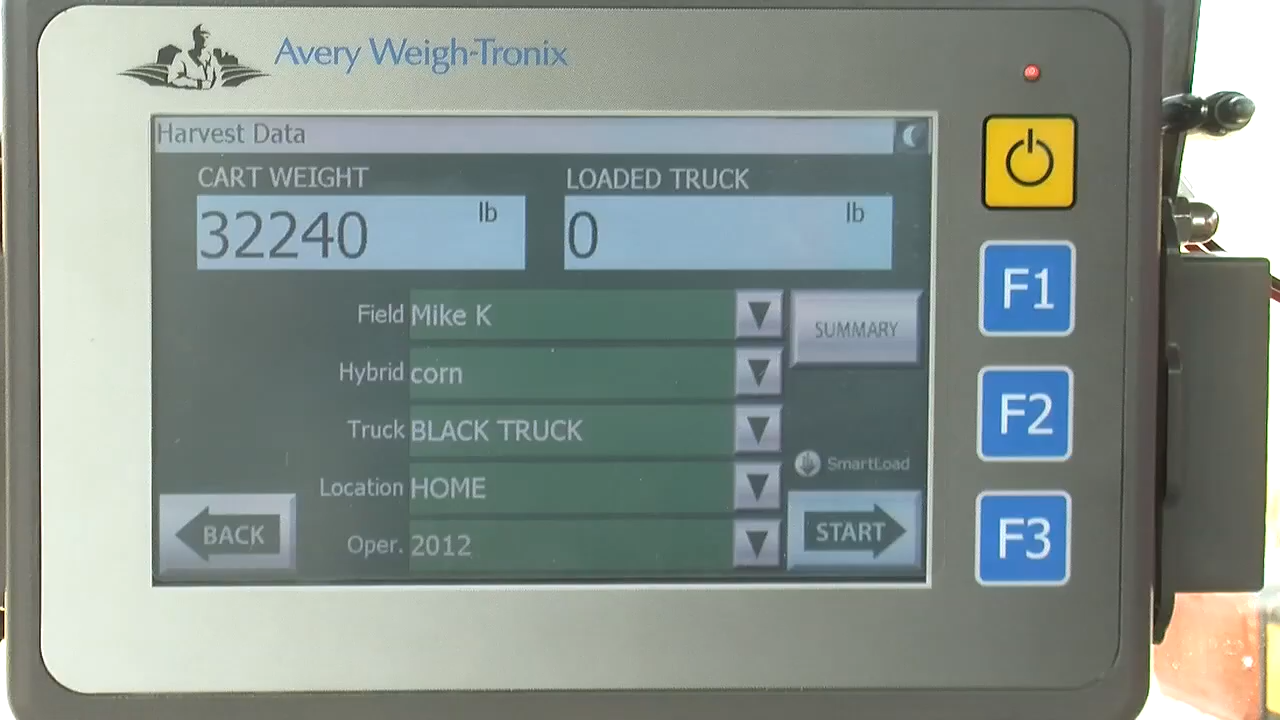 Avery Weigh-Tronix
Harvest Data
CART WEIGHT
LOADED TRUCK
32240 lb
0 lb
Field Mike K
SUMMARY
Hybrid corn
Truck BLACK TRUCK
SmartLoad
Location HOME
BACK
START
Oper. 2012
F1
F2
F3